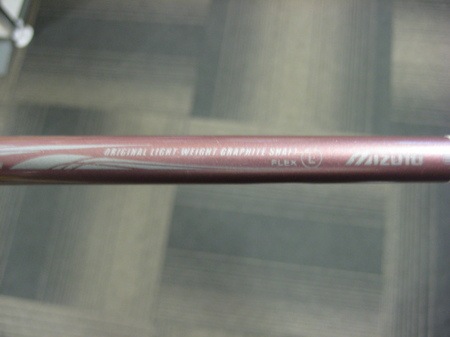 ORIGINAL LIGHT WEIGHT GRAPHITE SHAFT
FLEX L MIZUNO